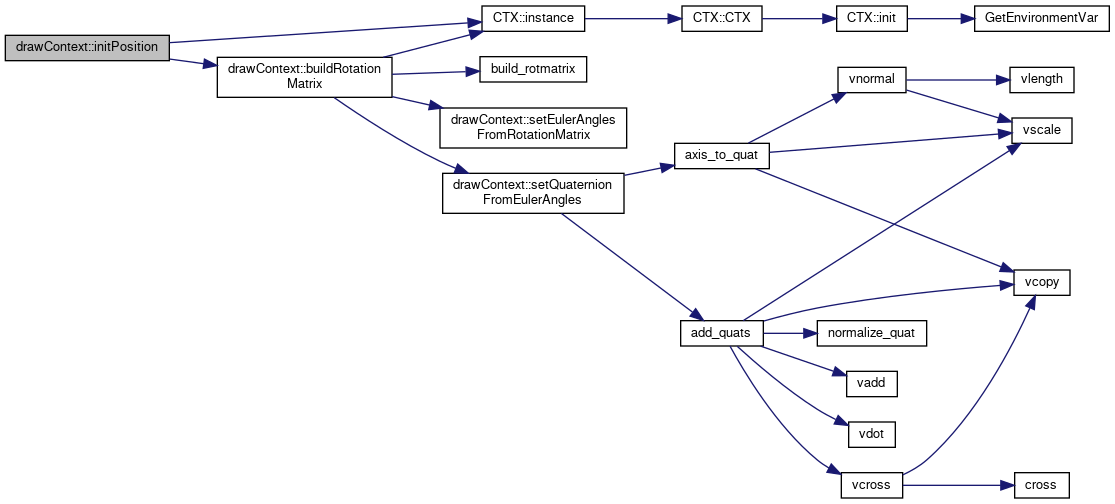 drawContext::initPosition
CTX::instance
CTX::CTX
CTX::init
GetEnvironmentVar
drawContext::buildRotation
Matrix
build_rotmatrix
drawContext::setEulerAngles
FromRotationMatrix
drawContext::setQuaternion
FromEulerAngles
axis_to_quat
vnormal
vlength
vscale
vcopy
add_quats
normalize_quat
vadd
vdot
vcross
cross